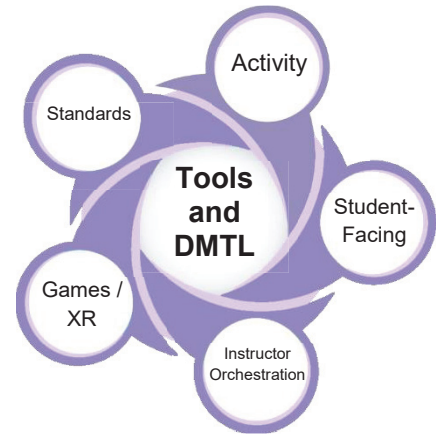 Activity
Standards
Tools
and
DMTL
Student-
Facing
Games /
XR
Instructor
Orchestration